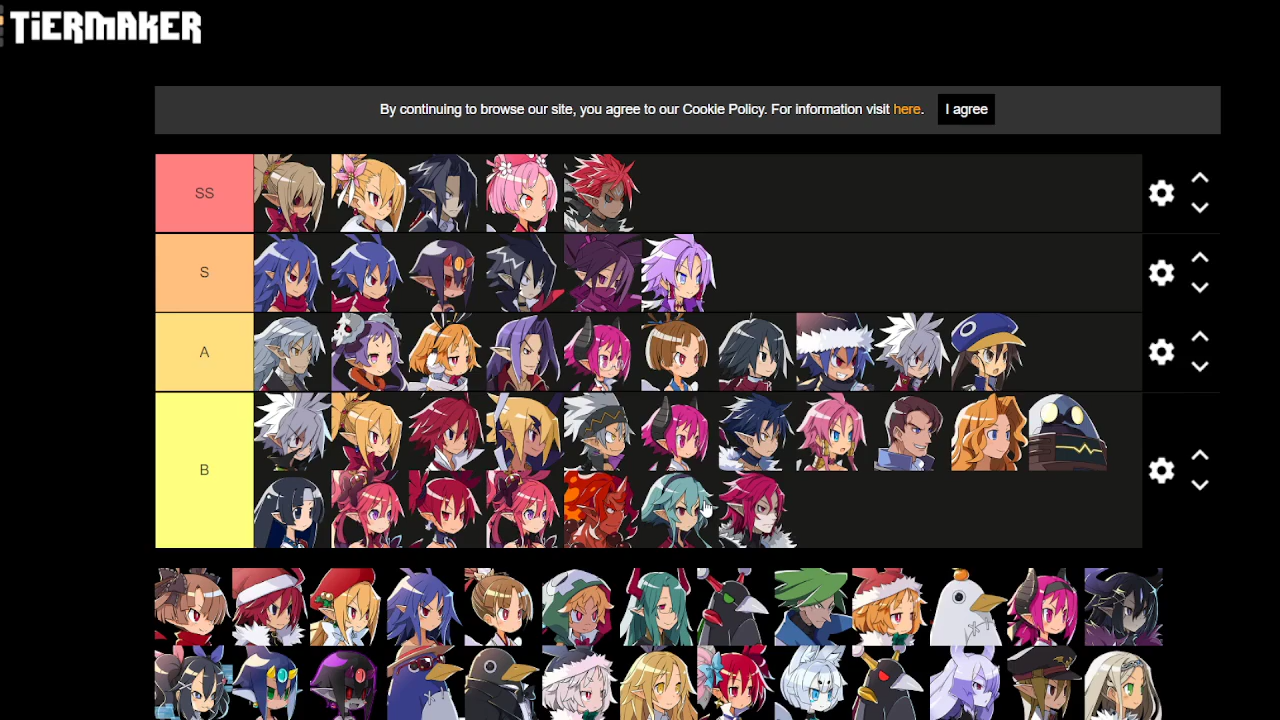 TIERMAKER
By continuing to browse our site, you agree to our Cookie Policy. For information visit here. I agree
SS
S
A
B